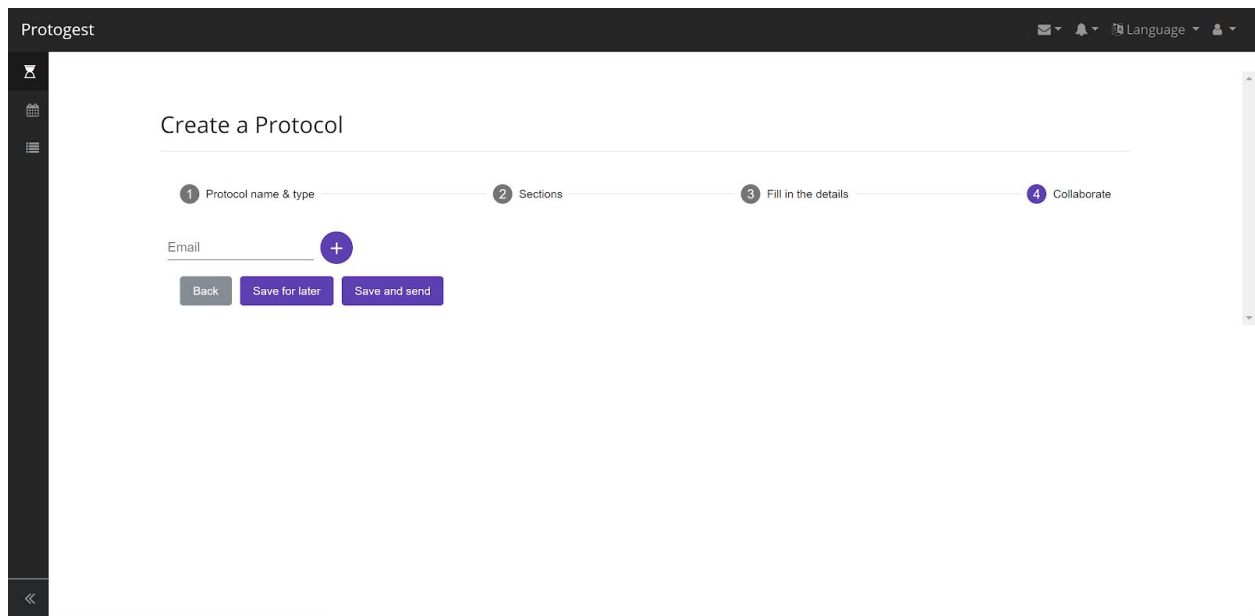 Protogest
Language
Create a Protocol
1 Protocol name & type 2 Sections 3 Fill in the details 4 Collaborate
Email +
Back Save for later Save and send